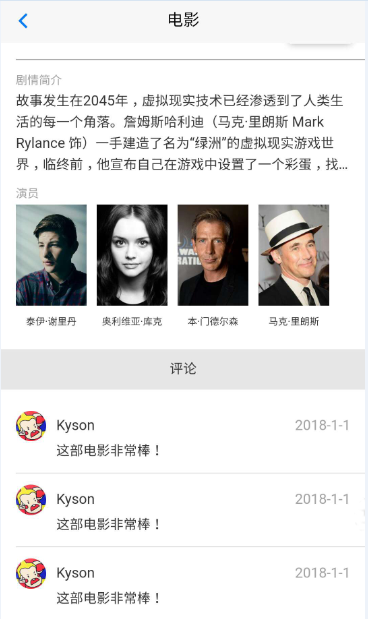 电影
剧情简介
故事发生在2045年，虚拟现实技术已经渗透到了人类生
活的每一个角落。詹姆斯哈利迪（马克·里朗斯 Mark
Rylance 饰）一手建造了名为“绿洲”的虚拟现实游戏世
界，临终前，他宣布自己在游戏中设置了一个彩蛋，找...
演员
泰伊·谢里丹 奥利维亚·库克 本·门德尔森 马克·里朗斯
评论
Kyson 2018-1-1
这部电影非常棒！
Kyson 2018-1-1
这部电影非常棒！
Kyson 2018-1-1
这部电影非常棒！